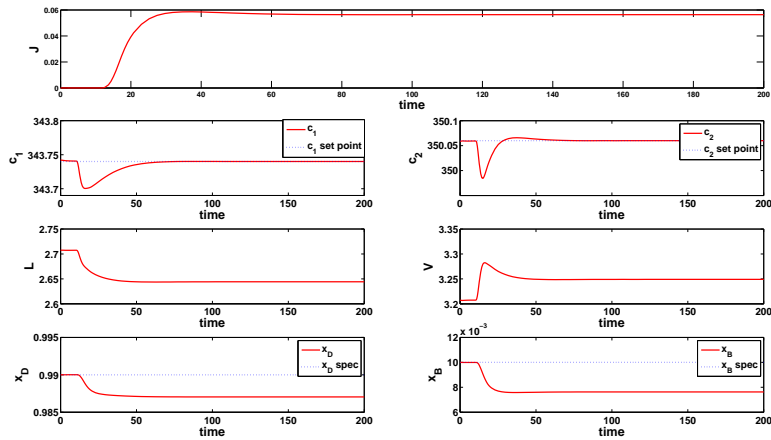 0.06
0.04
0.02
0
J
0 20 40 60 80 100 120 140 160 180 200
time
343.8
343.75
343.7
c1
c1
c1 set point
0 50 100 150 200
time
350.1
350.05
350
c2
c2
c2 set point
0 50 100 150 200
time
2.75
2.7
2.65
2.6
L
0 50 100 150 200
time
3.35
3.3
3.25
3.2
V
0 50 100 150 200
time
0.995
0.99
0.985
xD
xD
xD spec
0 50 100 150 200
time
x 10−3
12
10
8
6
xB
xB
xB spec
0 50 100 150 200
time